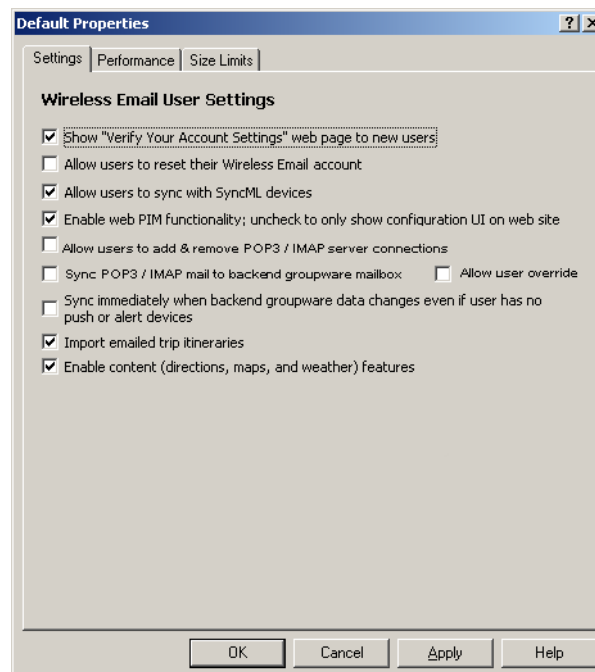 Default Properties
Settings Performance Size Limits
Wireless Email User Settings
Show "Verify Your Account Settings" web page to new users
Allow users to reset their Wireless Email account
Allow users to sync with SyncML devices
Enable web PIM functionality; uncheck to only show configuration UI on web site
Allow users to add & remove POP3 / IMAP server connections
Sync POP3 / IMAP mail to backend groupware mailbox Allow user override
Sync immediately when backend groupware data changes even if user has no
push or alert devices
Import emailed trip itineraries
Enable content (directions, maps, and weather) features
OK Cancel Apply Help